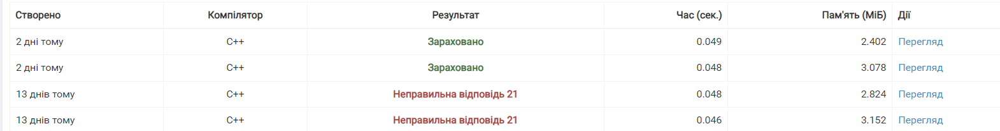 Створено Компілятор Результат Час (сек.) Пам'ять (МіБ) Дії
2 дні тому C++ Зараховано 0.049 2.402 Перегляд
2 дні тому C++ Зараховано 0.048 3.078 Перегляд
13 днів тому C++ Неправильна відповідь 21 0.048 2.824 Перегляд
13 днів тому C++ Неправильна відповідь 21 0.046 3.152 Перегляд